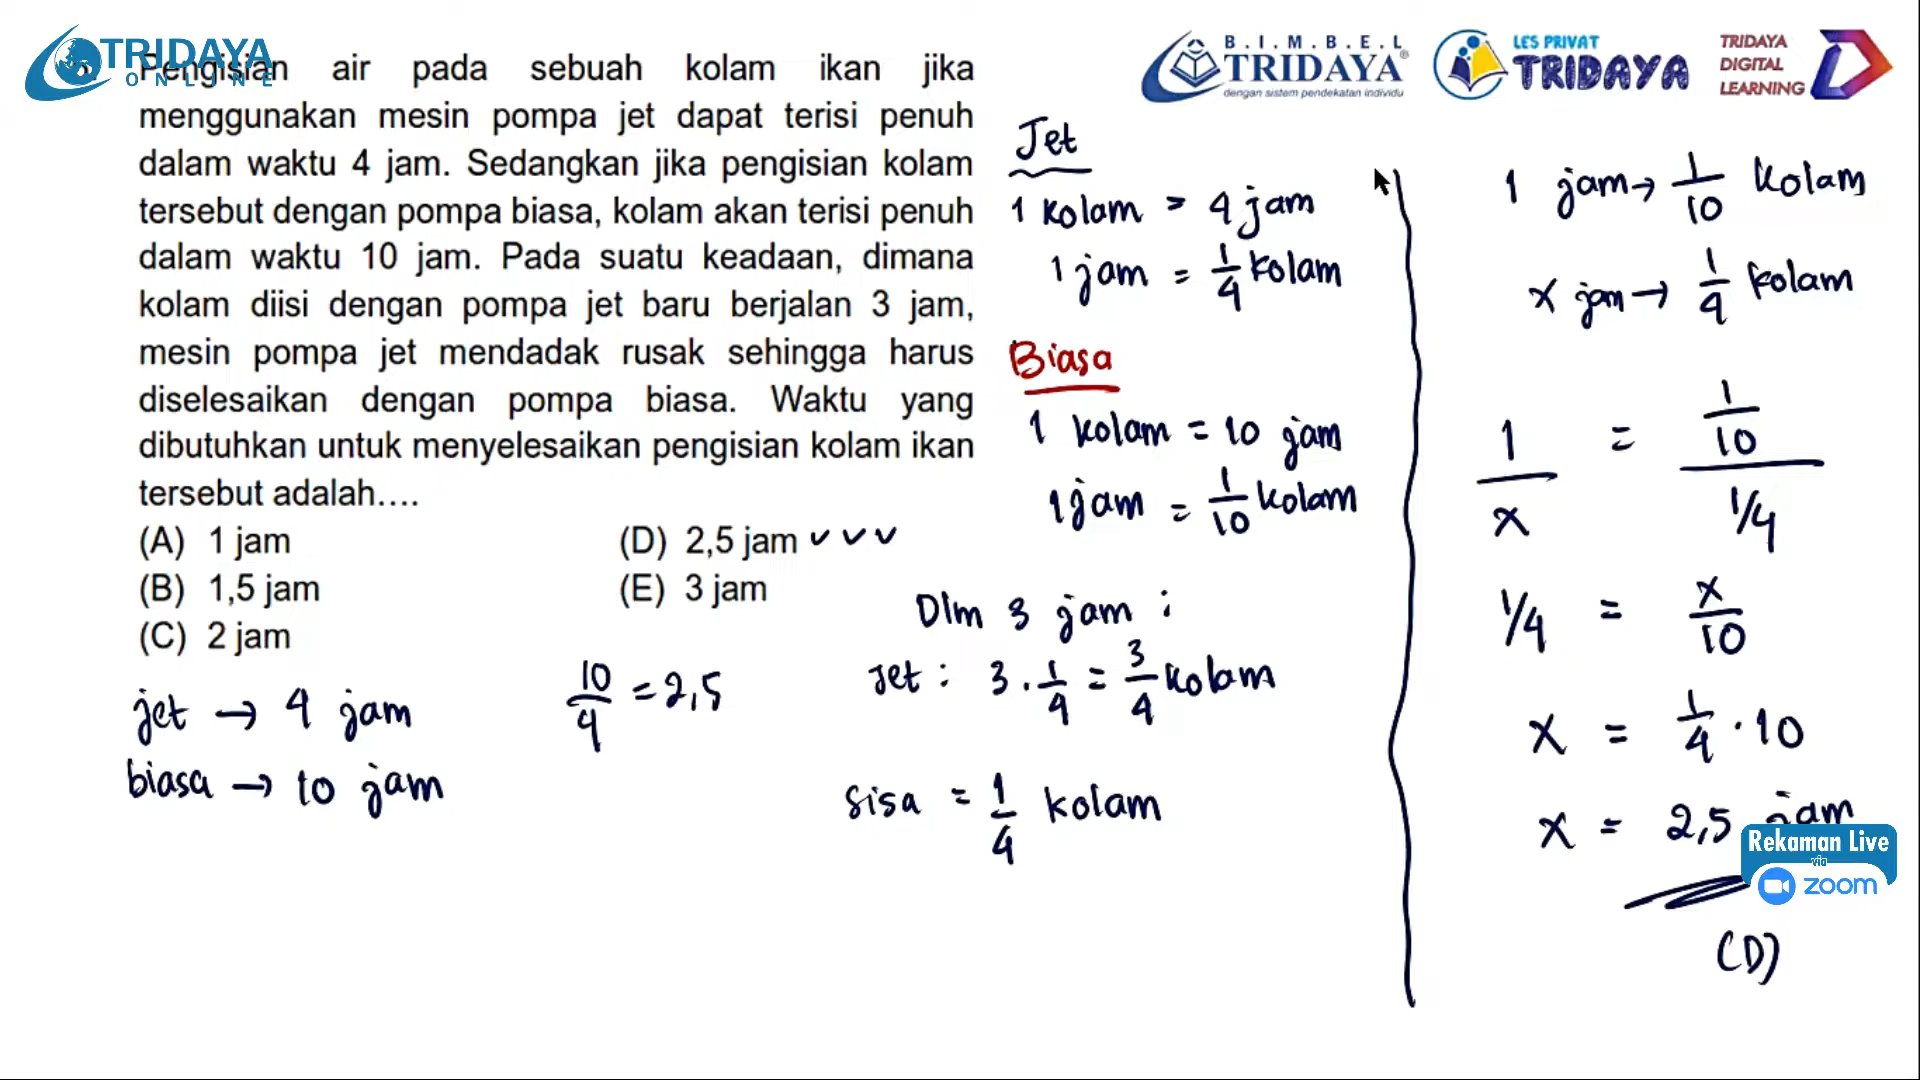 TRIDAYA
ONLINE
B.I.M.B.E.L
TRIDAYA®
dengan sistem pendekatan individu
LES PRIVAT
TRIDAYA
TRIDAYA
DIGITAL
LEARNING
Pengisian air pada sebuah kolam ikan jika
menggunakan mesin pompa jet dapat terisi penuh
dalam waktu 4 jam. Sedangkan jika pengisian kolam
tersebut dengan pompa biasa, kolam akan terisi penuh
dalam waktu 10 jam. Pada suatu keadaan, dimana
kolam diisi dengan pompa jet baru berjalan 3 jam,
mesin pompa jet mendadak rusak sehingga harus
diselesaikan dengan pompa biasa. Waktu yang
dibutuhkan untuk menyelesaikan pengisian kolam ikan
tersebut adalah....
(A) 1 jam
(B) 1,5 jam
(C) 2 jam
(D) 2,5 jam ✓ ✓ ✓
(E) 3 jam
jet → 4 jam
biasa → 10 jam
10/4 = 2,5
Jet
1 kolam = 4 jam
1 jam = 1/4 kolam
Biasa
1 kolam = 10 jam
1 jam = 1/10 kolam
Dlm 3 jam :
Jet : 3 . 1/4 = 3/4 kolam
sisa = 1/4 kolam
1 jam → 1/10 kolam
x jam → 1/4 kolam
1/x = 1/10 / 1/4
1/4 = x/10
x = 1/4 . 10
x = 2,5 jam
(D)
Rekaman Live
via
zoom